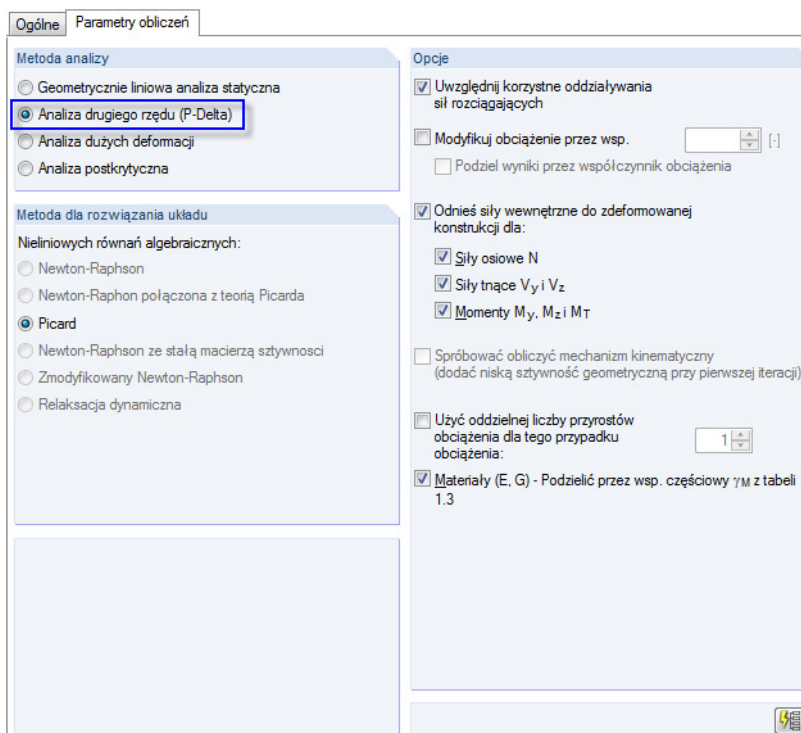 Ogólne
Parametry obliczeń
Metoda analizy
Geometrycznie liniowa analiza statyczna
Analiza drugiego rzędu (P-Delta)
Analiza dużych deformacji
Analiza postkrytyczna
Metoda dla rozwiązania układu
Nieliniowych równań algebraicznych:
Newton-Raphson
Newton-Raphon połączona z teorią Picarda
Picard
Newton-Raphson ze stałą macierzą sztywnosci
Zmodyfikowany Newton-Raphson
Relaksacja dynamiczna
Opcje
Uwzględnij korzystne oddziaływania
sił rozciągających
Modyfikuj obciążenie przez wsp.
[-]
Podziel wyniki przez współczynnik obciążenia
Odnieś siły wewnętrzne do zdeformowanej
konstrukcji dla:
Siły osiowe N
Siły tnące Vy i Vz
Momenty My, Mz i MT
Spróbować obliczyć mechanizm kinematyczny
(dodać niską sztywność geometryczną przy pierwszej iteracji)
Użyć oddzielnej liczby przyrostów
obciążenia dla tego przypadku
obciążenia:
1
Materiały (E, G) - Podzielić przez wsp. częściowy γM z tabeli
1.3